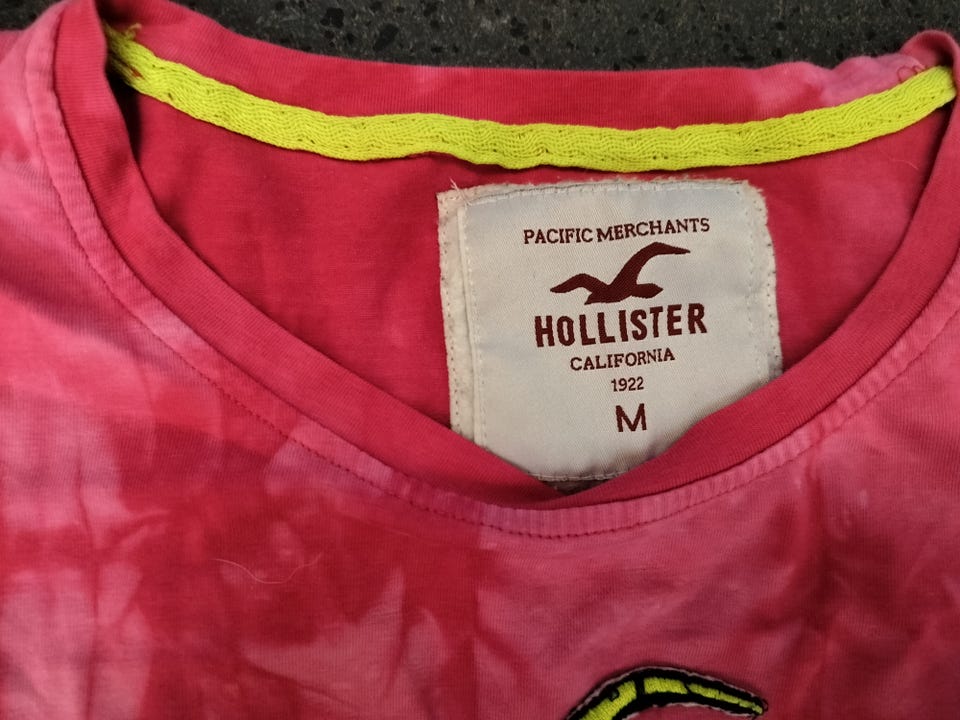 PACIFIC MERCHANTS
HOLLISTER
CALIFORNIA
1922
M